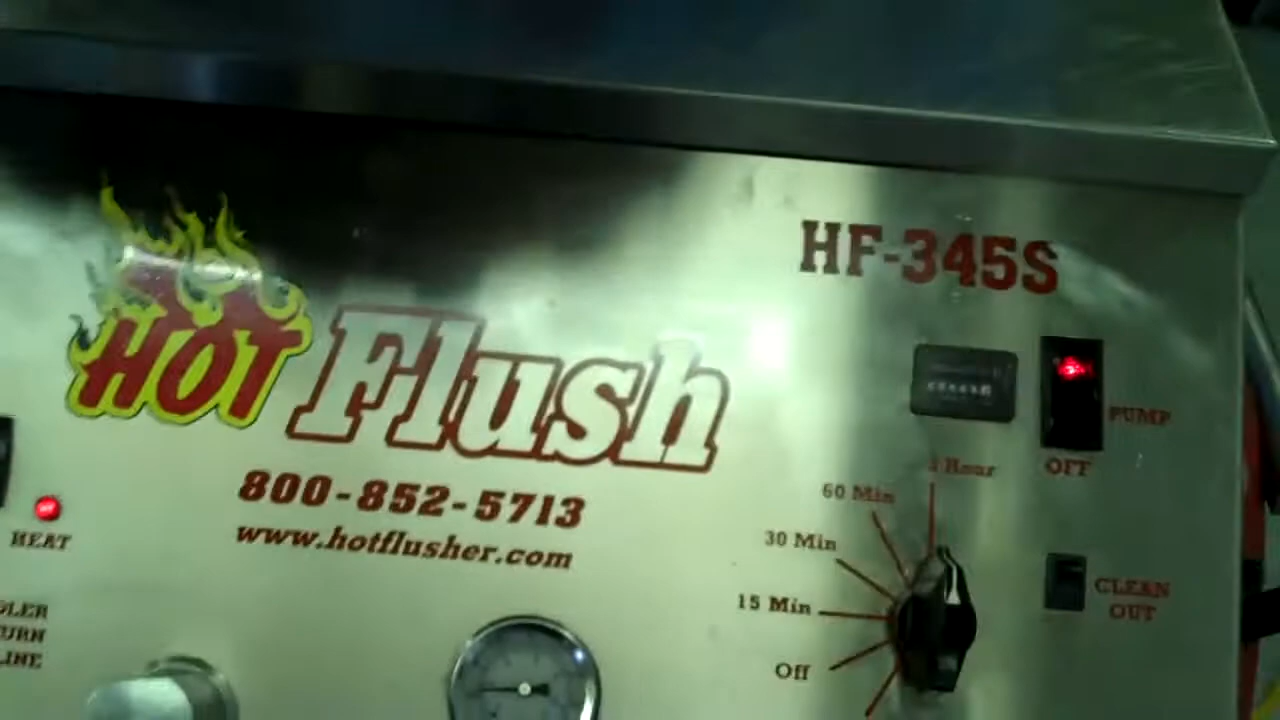 HF-345S
HOT Flush
800-852-5713
www.hotflusher.com
PUMP
OFF
Hour
60 Min
30 Min
15 Min
Off
CLEAN
OUT
HEAT
LINE